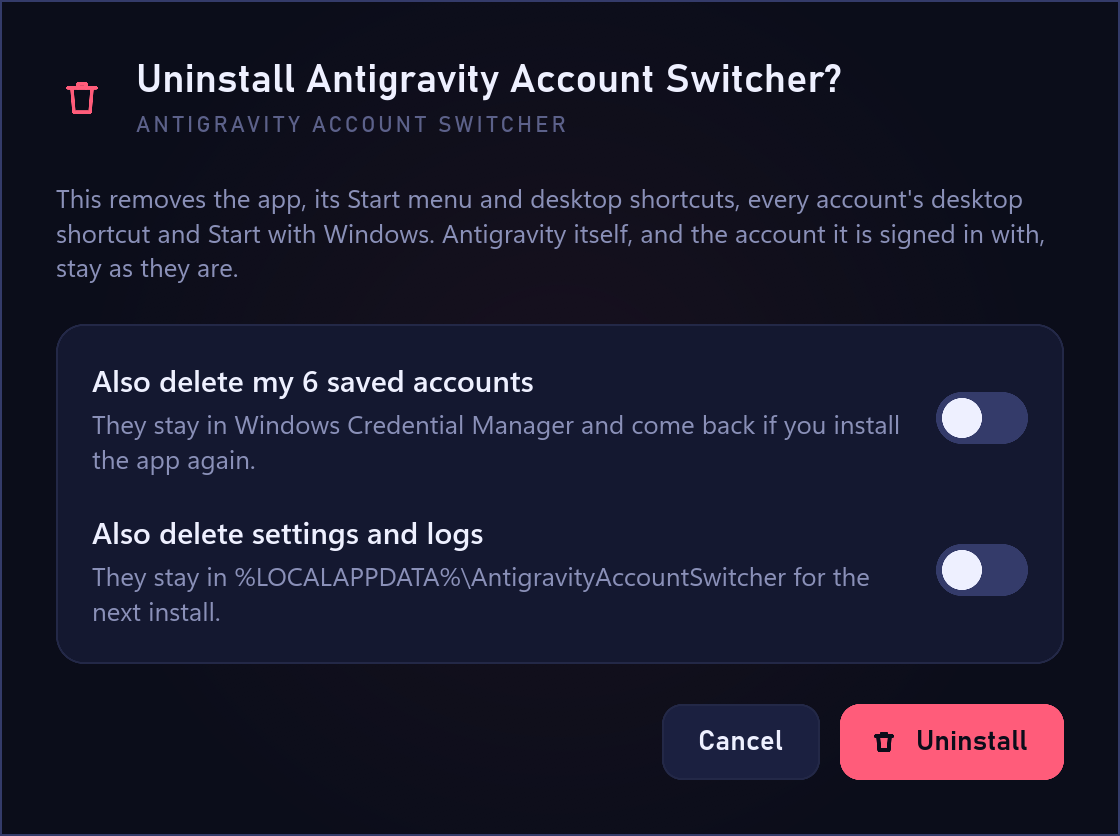 Uninstall Antigravity Account Switcher?
ANTIGRAVITY ACCOUNT SWITCHER
This removes the app, its Start menu and desktop shortcuts, every account's desktop
shortcut and Start with Windows. Antigravity itself, and the account it is signed in with,
stay as they are.
Also delete my 6 saved accounts
They stay in Windows Credential Manager and come back if you install
the app again.
Also delete settings and logs
They stay in %LOCALAPPDATA%\AntigravityAccountSwitcher for the
next install.
Cancel
Uninstall